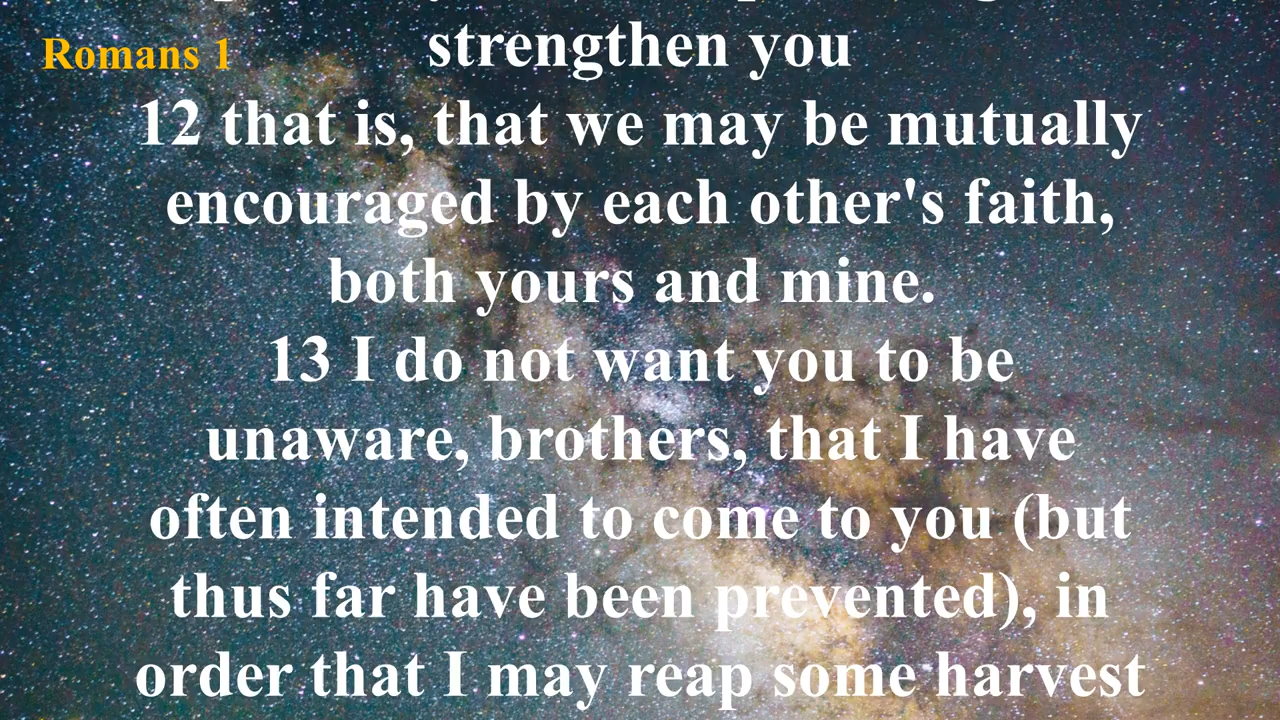 Romans 1
strengthen you
12 that is, that we may be mutually
encouraged by each other's faith,
both yours and mine.
13 I do not want you to be
unaware, brothers, that I have
often intended to come to you (but
thus far have been prevented), in
order that I may reap some harvest